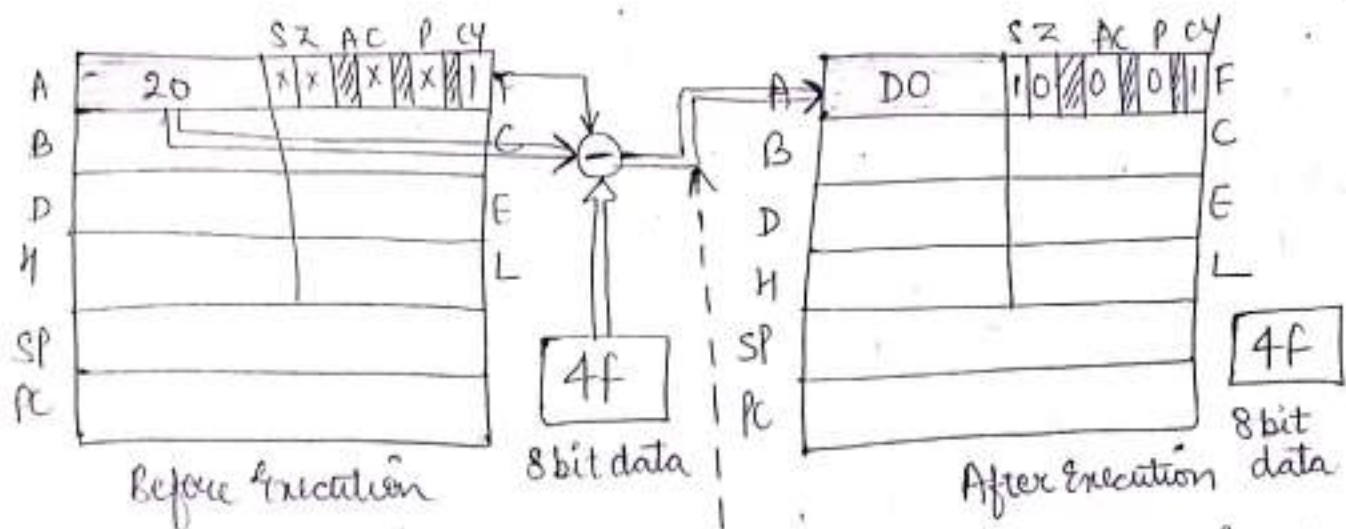 S Z AC P CY
A 20 x x x x 1 F
B C
D E
H L
SP
PC
Before Execution
4f
8 bit data
S Z AC P CY
A D0 1 0 0 0 1 F
B C
D E
H L
SP
PC
After Execution
4f
8 bit
data